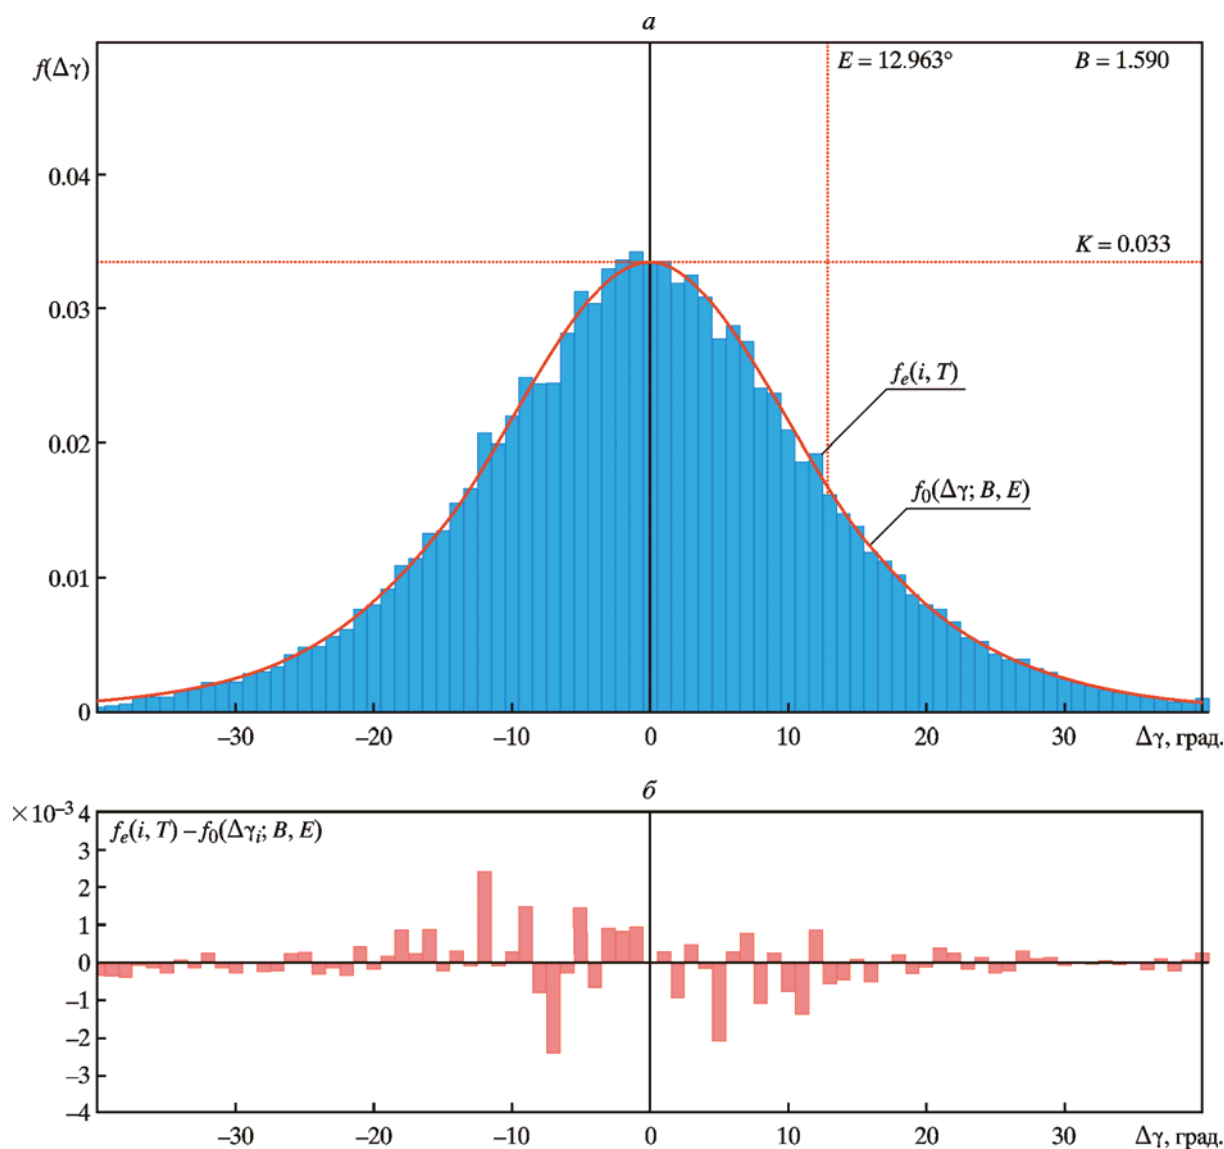 а
f(Δγ)
E = 12.963°
B = 1.590
0.04
K = 0.033
0.03
f_e(i, T)
0.02
f_0(Δγ; B, E)
0.01
0
–30
–20
–10
0
10
20
30
Δγ, град.
б
×10⁻³
4
f_e(i, T) – f_0(Δγ_i; B, E)
3
2
1
0
–1
–2
–3
–4
–30
–20
–10
0
10
20
30
Δγ, град.